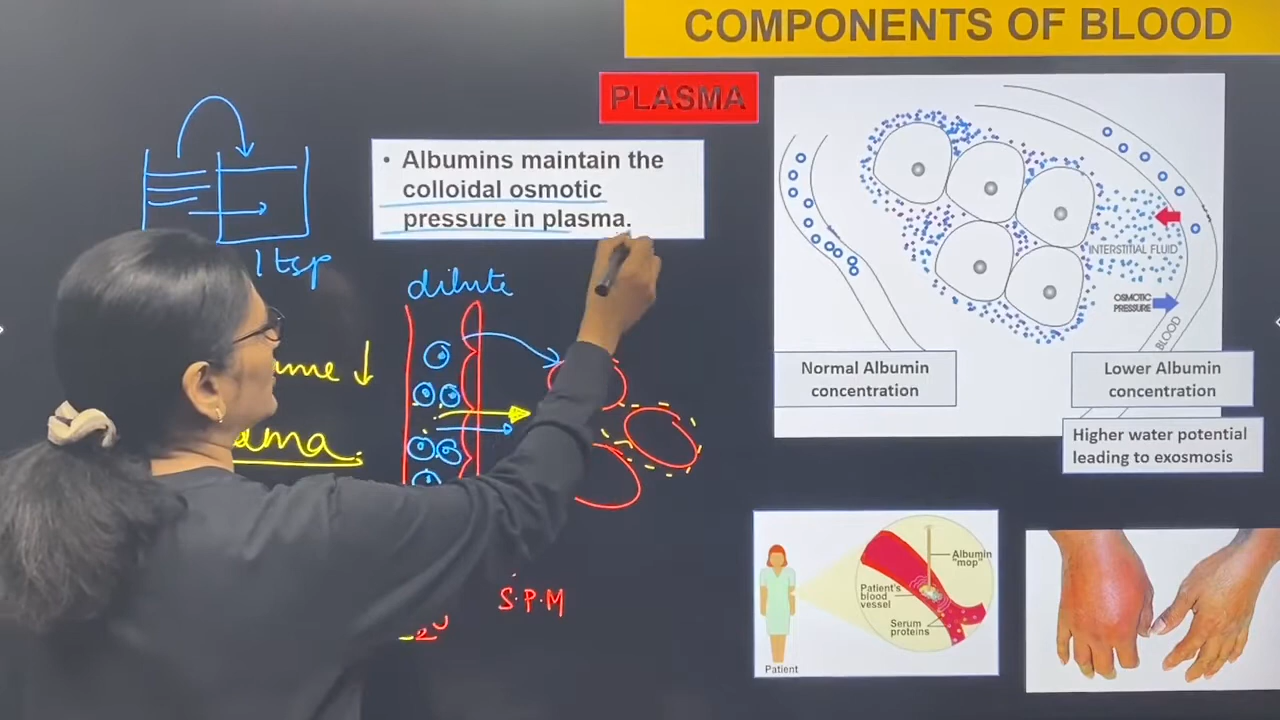 COMPONENTS OF BLOOD
PLASMA
• Albumins maintain the
colloidal osmotic
pressure in plasma.
1 tsp
dilute
S.P.M
INTERSTITIAL FLUID
OSMOTIC
PRESSURE
BLOOD
Normal Albumin
concentration
Lower Albumin
concentration
Higher water potential
leading to exosmosis
Albumin
"mop"
Patient's
blood
vessel
Serum
proteins
Patient